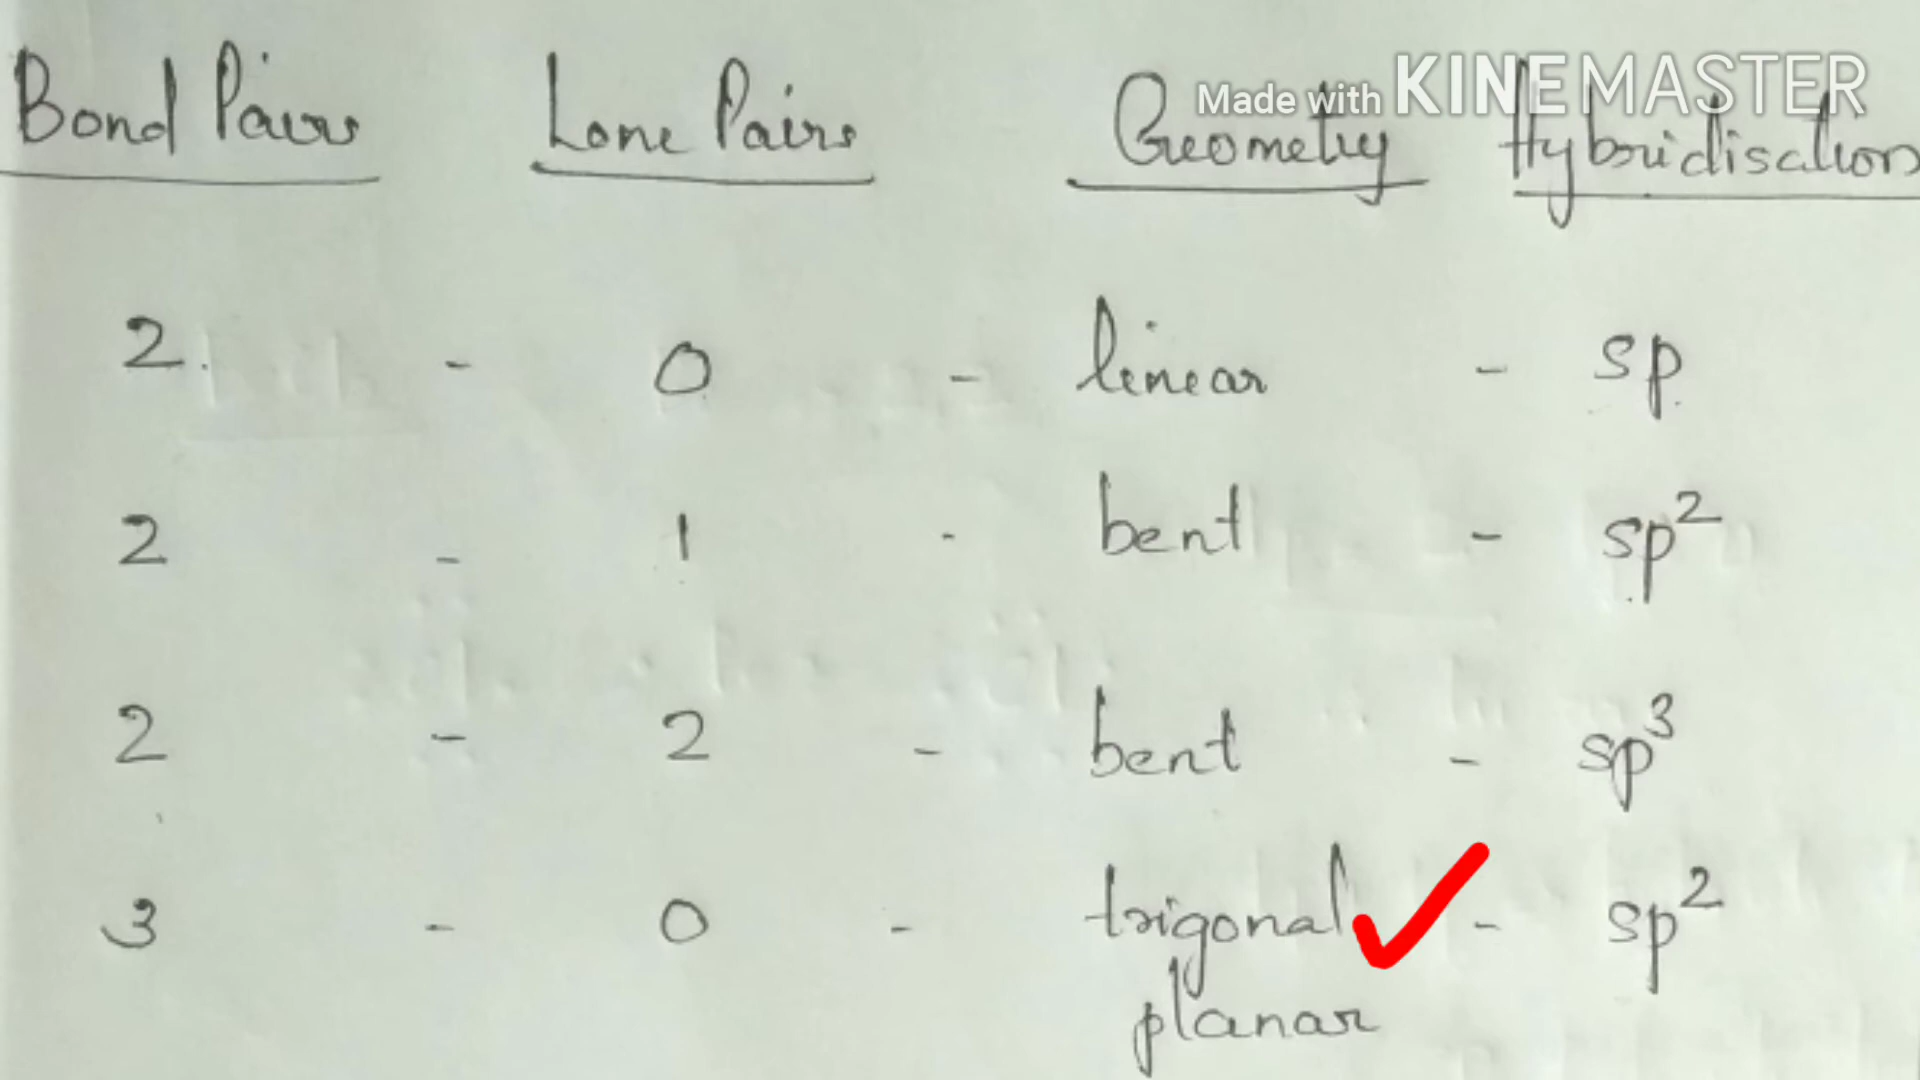 Made with KINEMASTER
Bond Pairs Lone Pairs Geometry Hybridisation
2 - 0 - linear - sp
2 - 1 - bent - sp²
2 - 2 - bent - sp³
3 - 0 - trigonal - sp²
planar